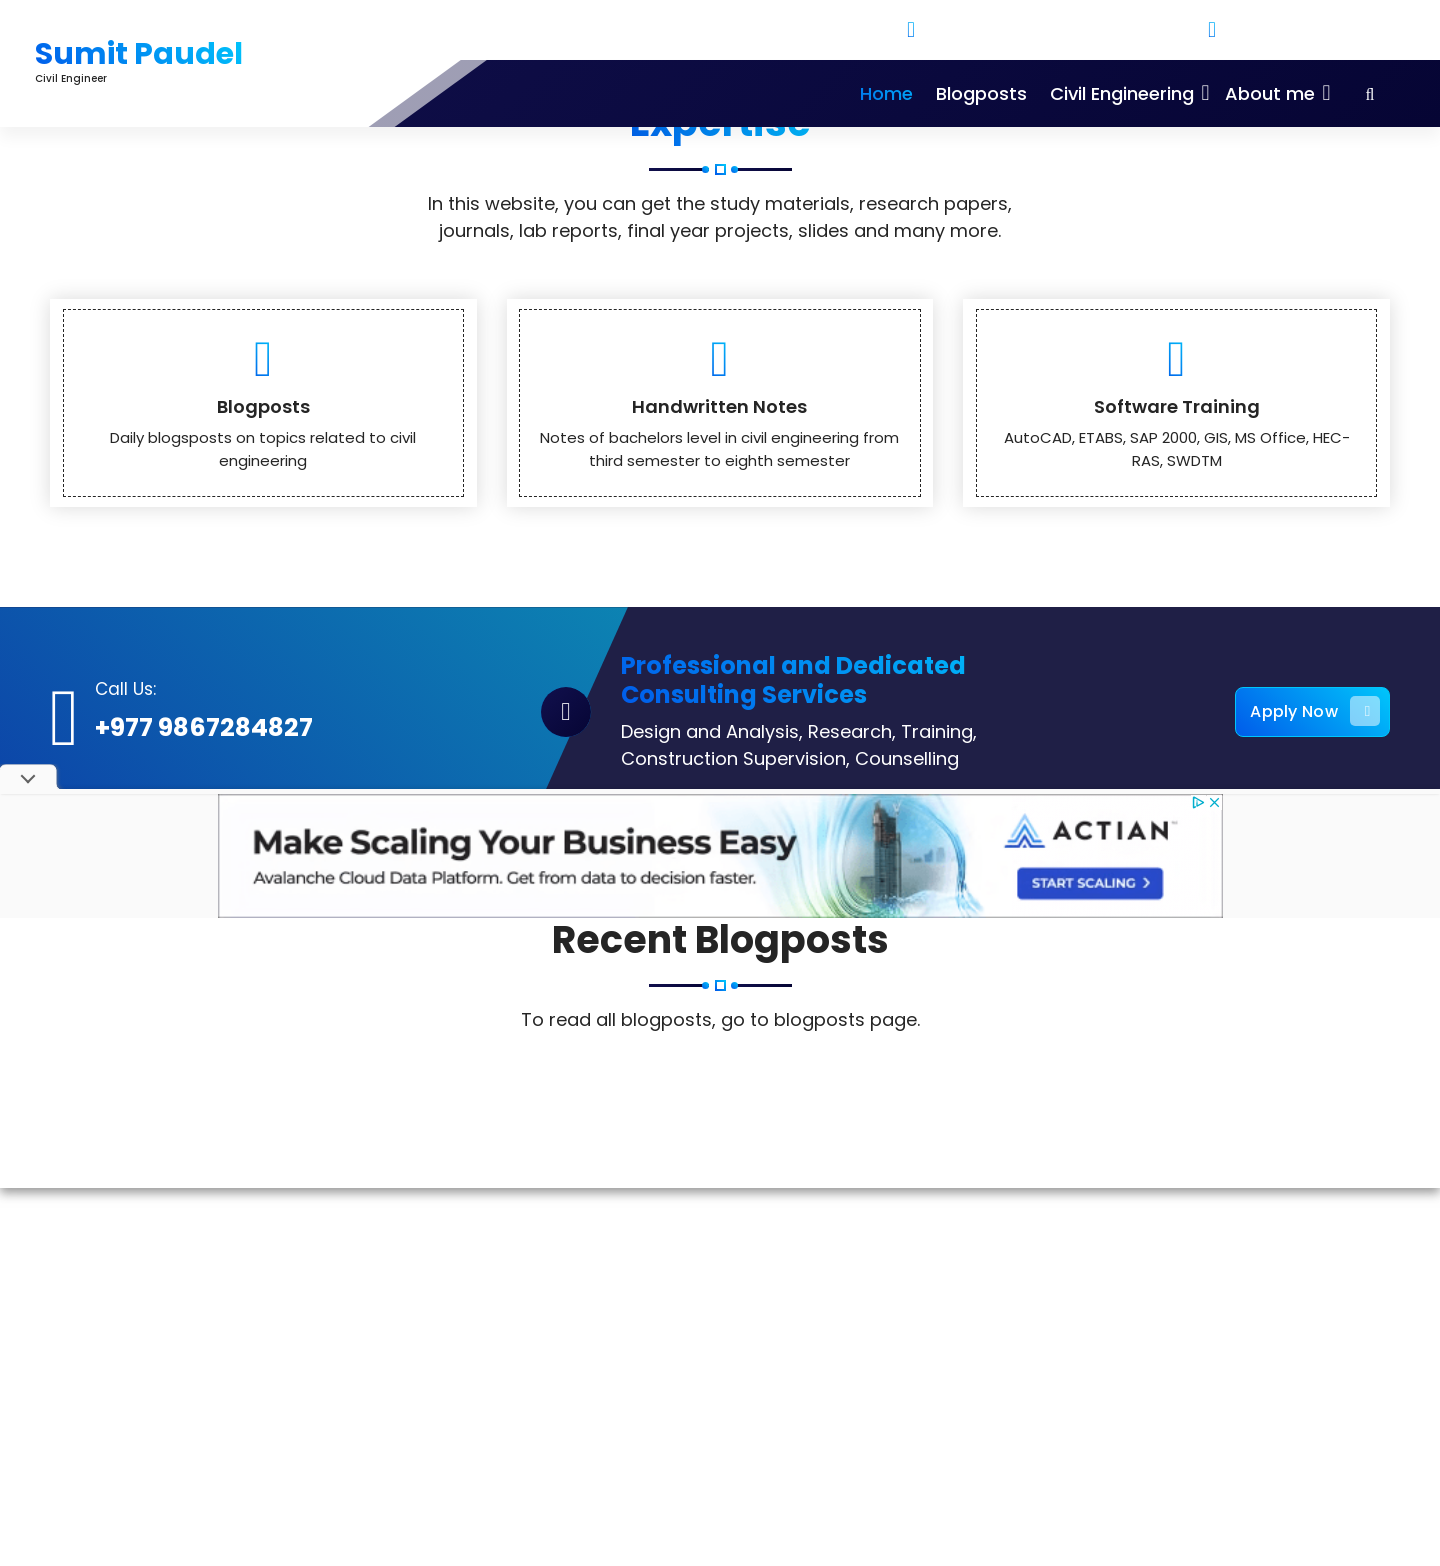 Sumit Paudel
Civil Engineer
Home
Blogposts
Civil Engineering
About me
Expertise
In this website, you can get the study materials, research papers,
journals, lab reports, final year projects, slides and many more.
Blogposts
Daily blogsposts on topics related to civil
engineering
Handwritten Notes
Notes of bachelors level in civil engineering from
third semester to eighth semester
Software Training
AutoCAD, ETABS, SAP 2000, GIS, MS Office, HEC-
RAS, SWDTM
Call Us:
+977 9867284827
Professional and Dedicated
Consulting Services
Design and Analysis, Research, Training,
Construction Supervision, Counselling
Apply Now
Make Scaling Your Business Easy
Avalanche Cloud Data Platform. Get from data to decision faster.
ACTIAN
START SCALING
Recent Blogposts
To read all blogposts, go to blogposts page.